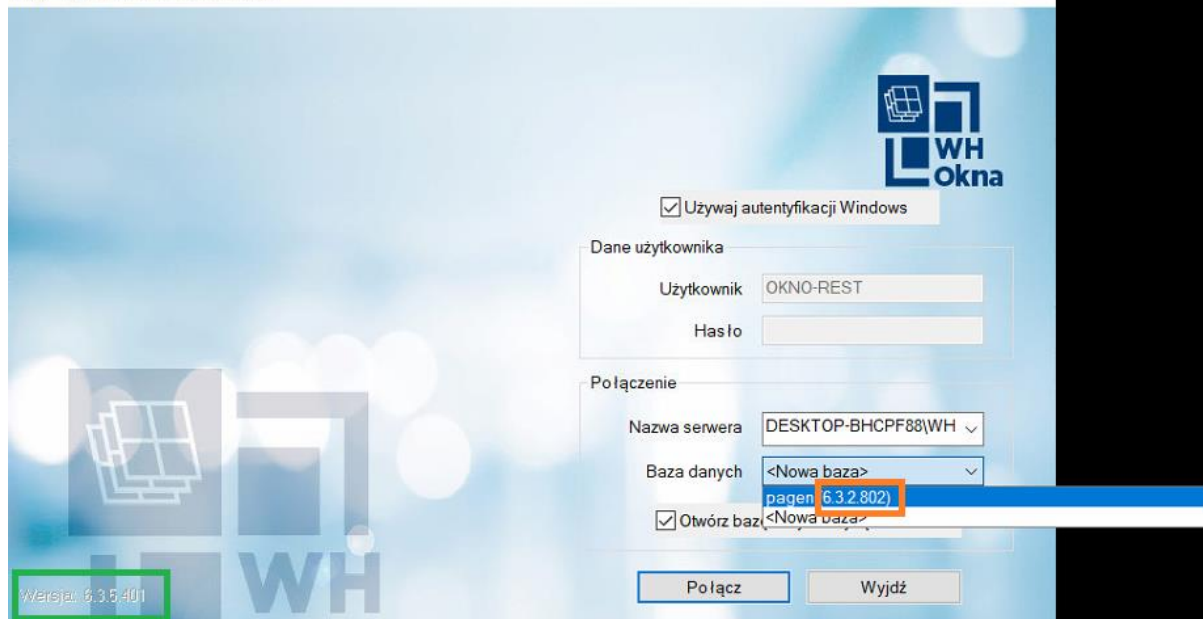 WH
Okna
Używaj autentyfikacji Windows
Dane użytkownika
Użytkownik OKNO-REST
Hasło
Połączenie
Nazwa serwera DESKTOP-BHCPF88\WH
Baza danych <Nowa baza>
pagen (6.3.2.802)
<Nowa baza>
Otwórz baz
Połącz Wyjdź
WH
Wersja: 6.3.5.401